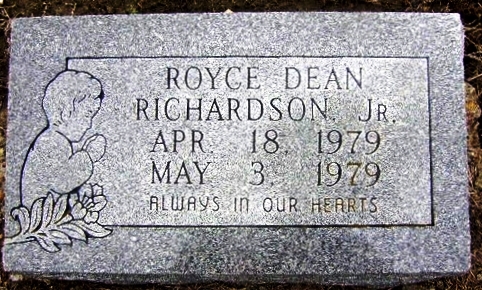 ROYCE DEAN
RICHARDSON, JR.
APR. 18, 1979
MAY 3, 1979
ALWAYS IN OUR HEARTS